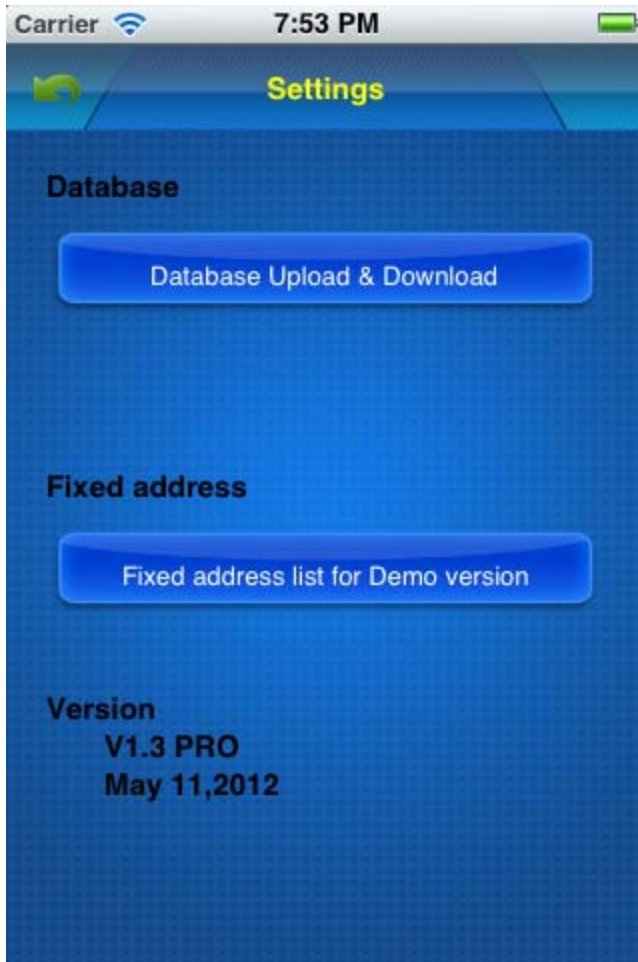 Carrier 7:53 PM
Settings
Database
Database Upload & Download
Fixed address
Fixed address list for Demo version
Version
V1.3 PRO
May 11,2012